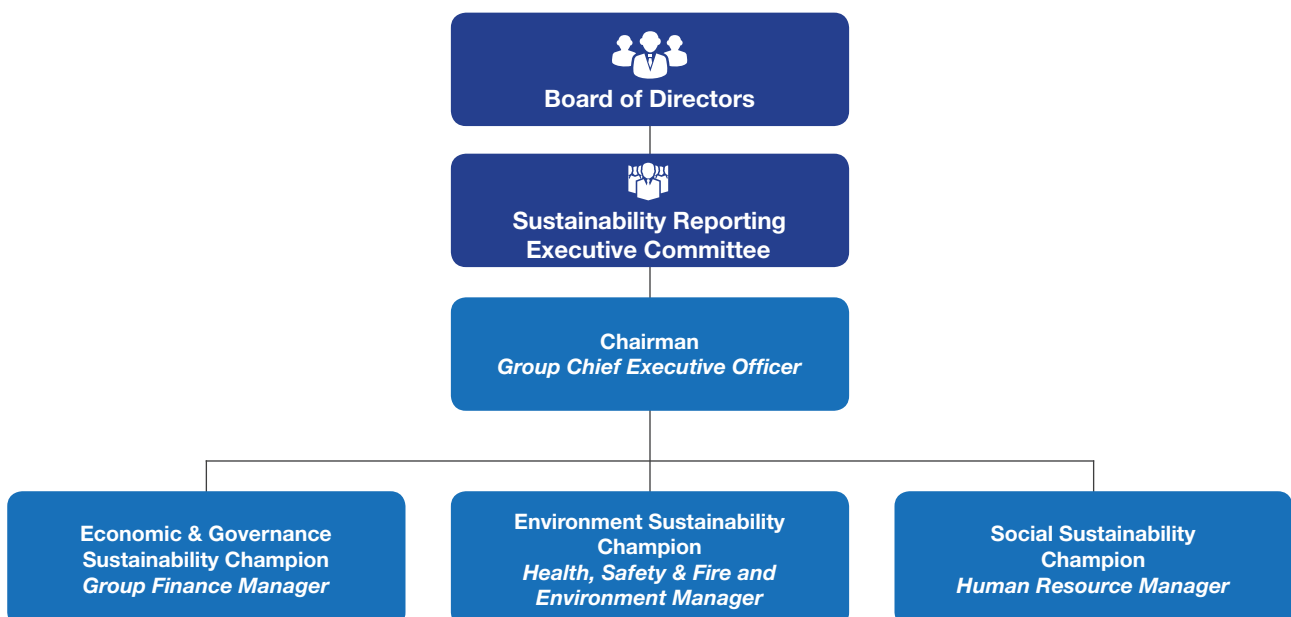 Board of Directors
Sustainability Reporting
Executive Committee
Chairman
Group Chief Executive Officer
Economic & Governance
Sustainability Champion
Group Finance Manager
Environment Sustainability
Champion
Health, Safety & Fire and
Environment Manager
Social Sustainability
Champion
Human Resource Manager